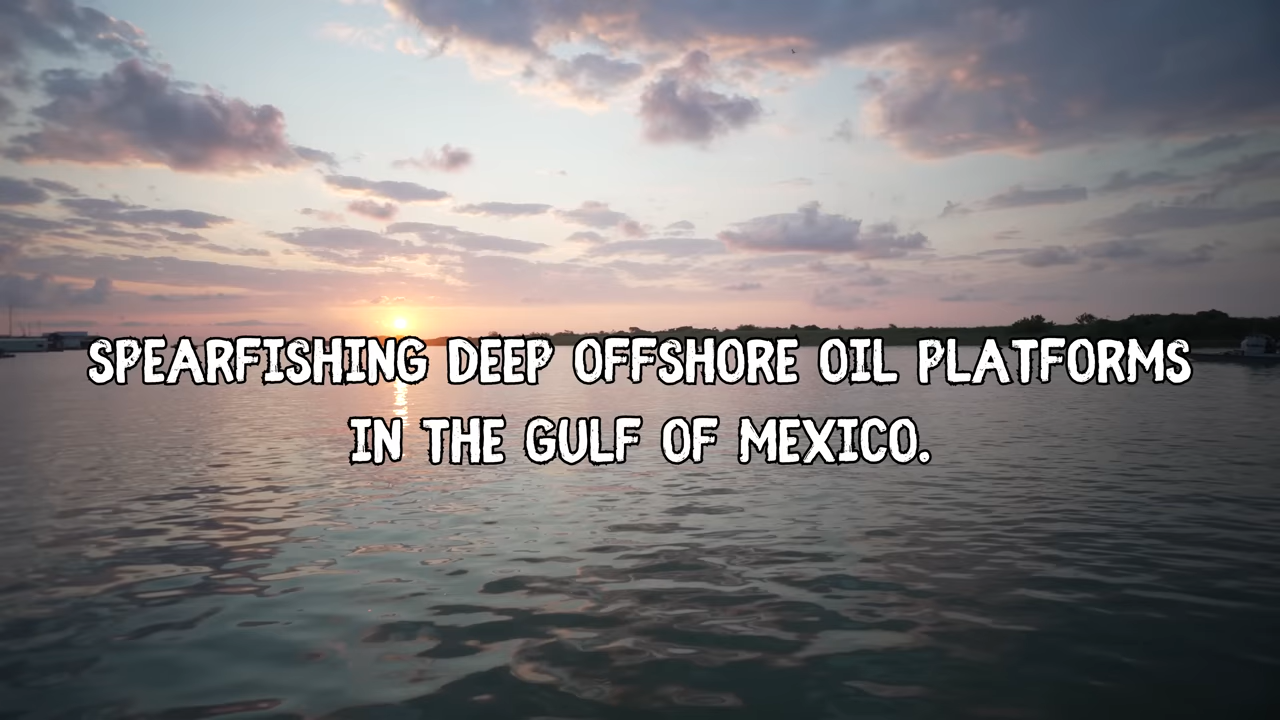 SPEARFISHING DEEP OFFSHORE OIL PLATFORMS
IN THE GULF OF MEXICO.